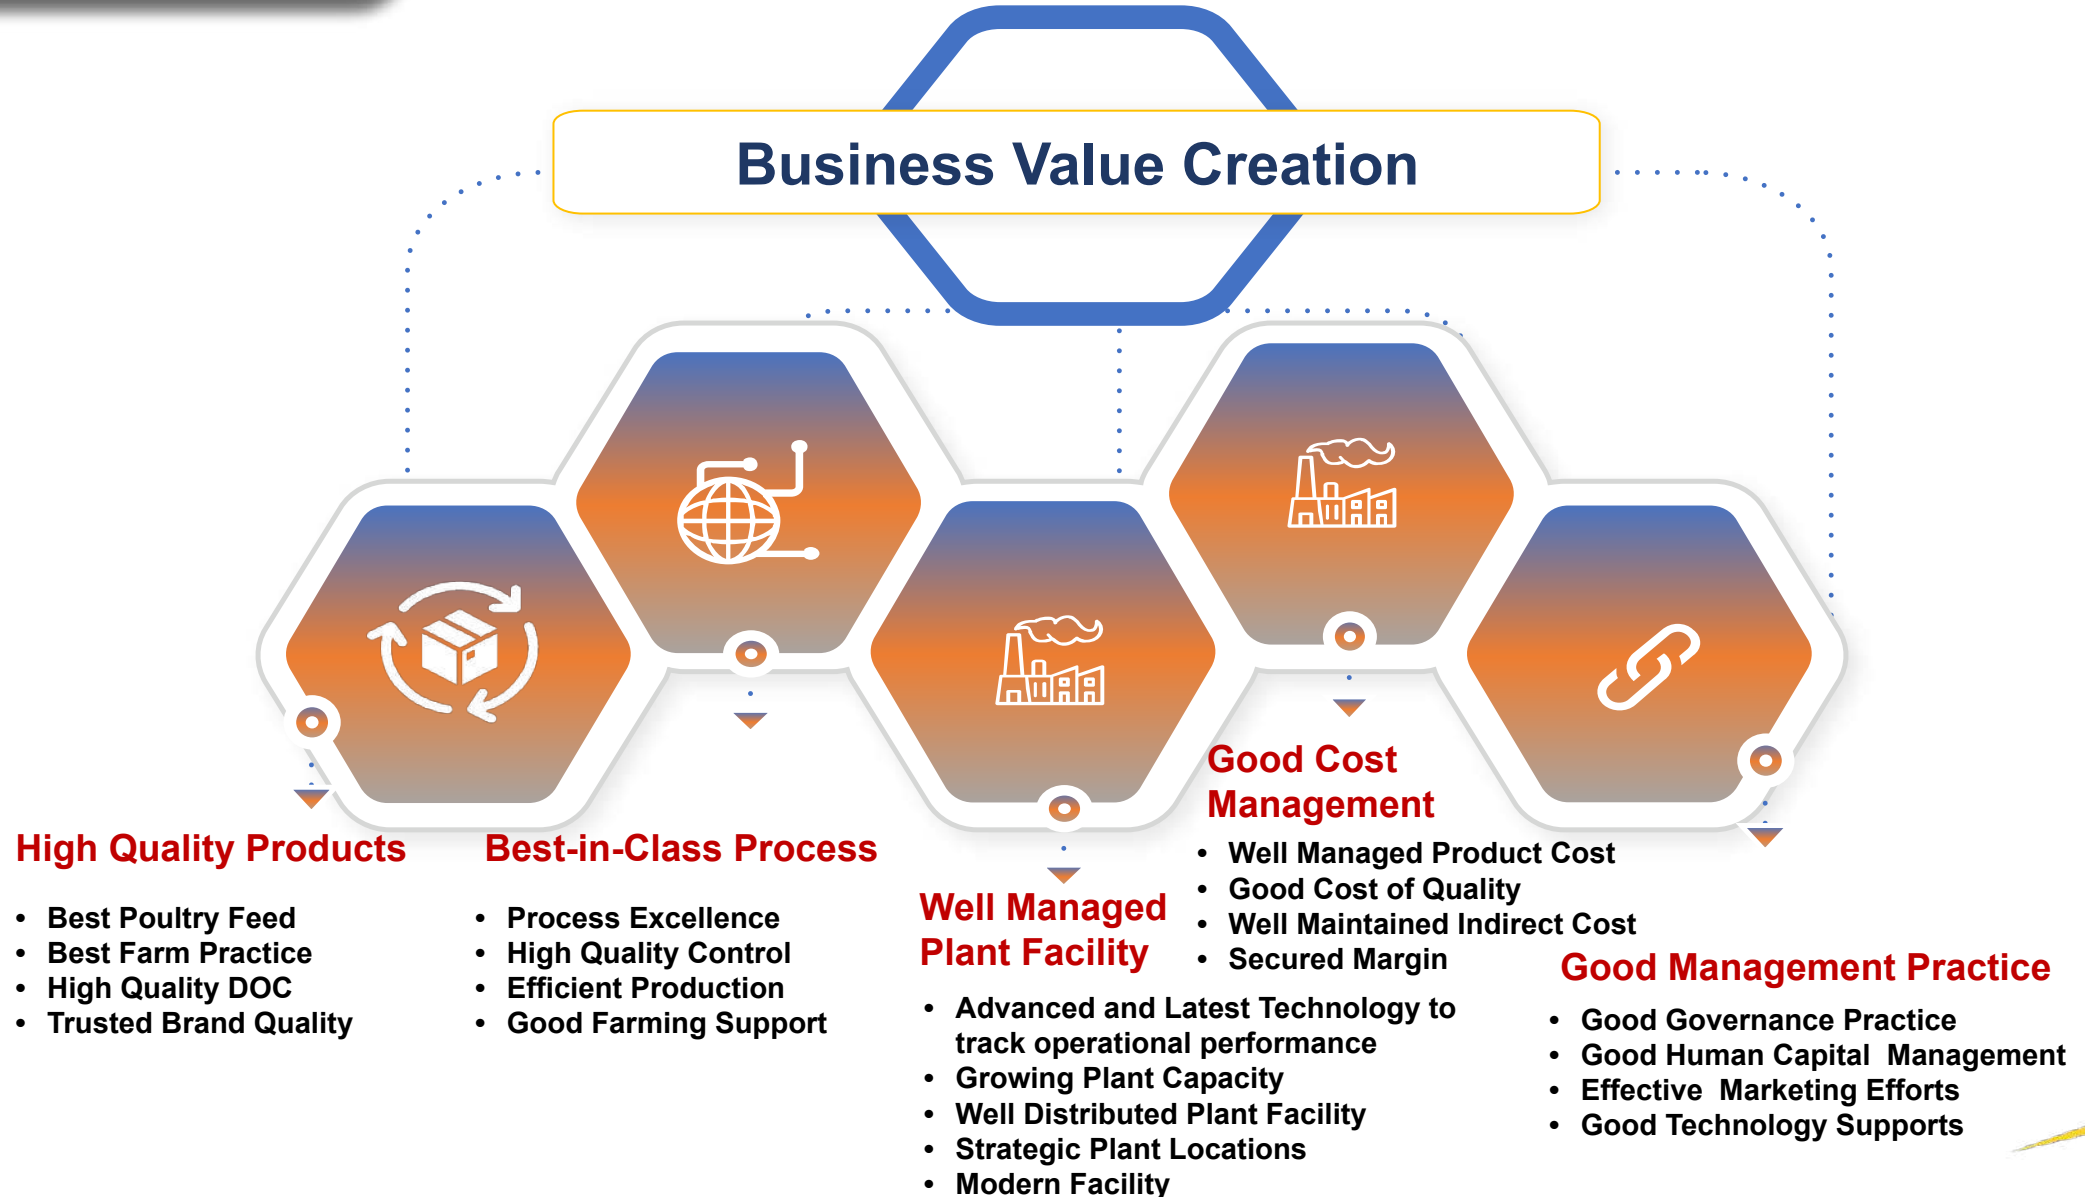 Business Value Creation
High Quality Products
• Best Poultry Feed
• Best Farm Practice
• High Quality DOC
• Trusted Brand Quality
Best-in-Class Process
• Process Excellence
• High Quality Control
• Efficient Production
• Good Farming Support
Well Managed
Plant Facility
• Advanced and Latest Technology to
track operational performance
• Growing Plant Capacity
• Well Distributed Plant Facility
• Strategic Plant Locations
• Modern Facility
Good Cost
Management
• Well Managed Product Cost
• Good Cost of Quality
• Well Maintained Indirect Cost
• Secured Margin
Good Management Practice
• Good Governance Practice
• Good Human Capital  Management
• Effective  Marketing Efforts
• Good Technology Supports